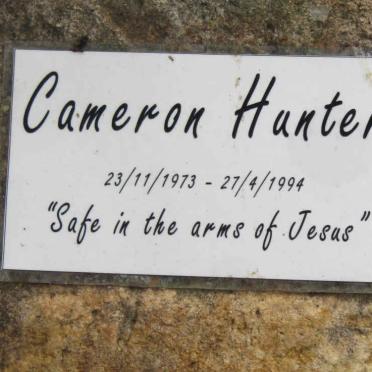 Cameron Hunter
23/11/1973 - 27/4/1994
"Safe in the arms of Jesus"